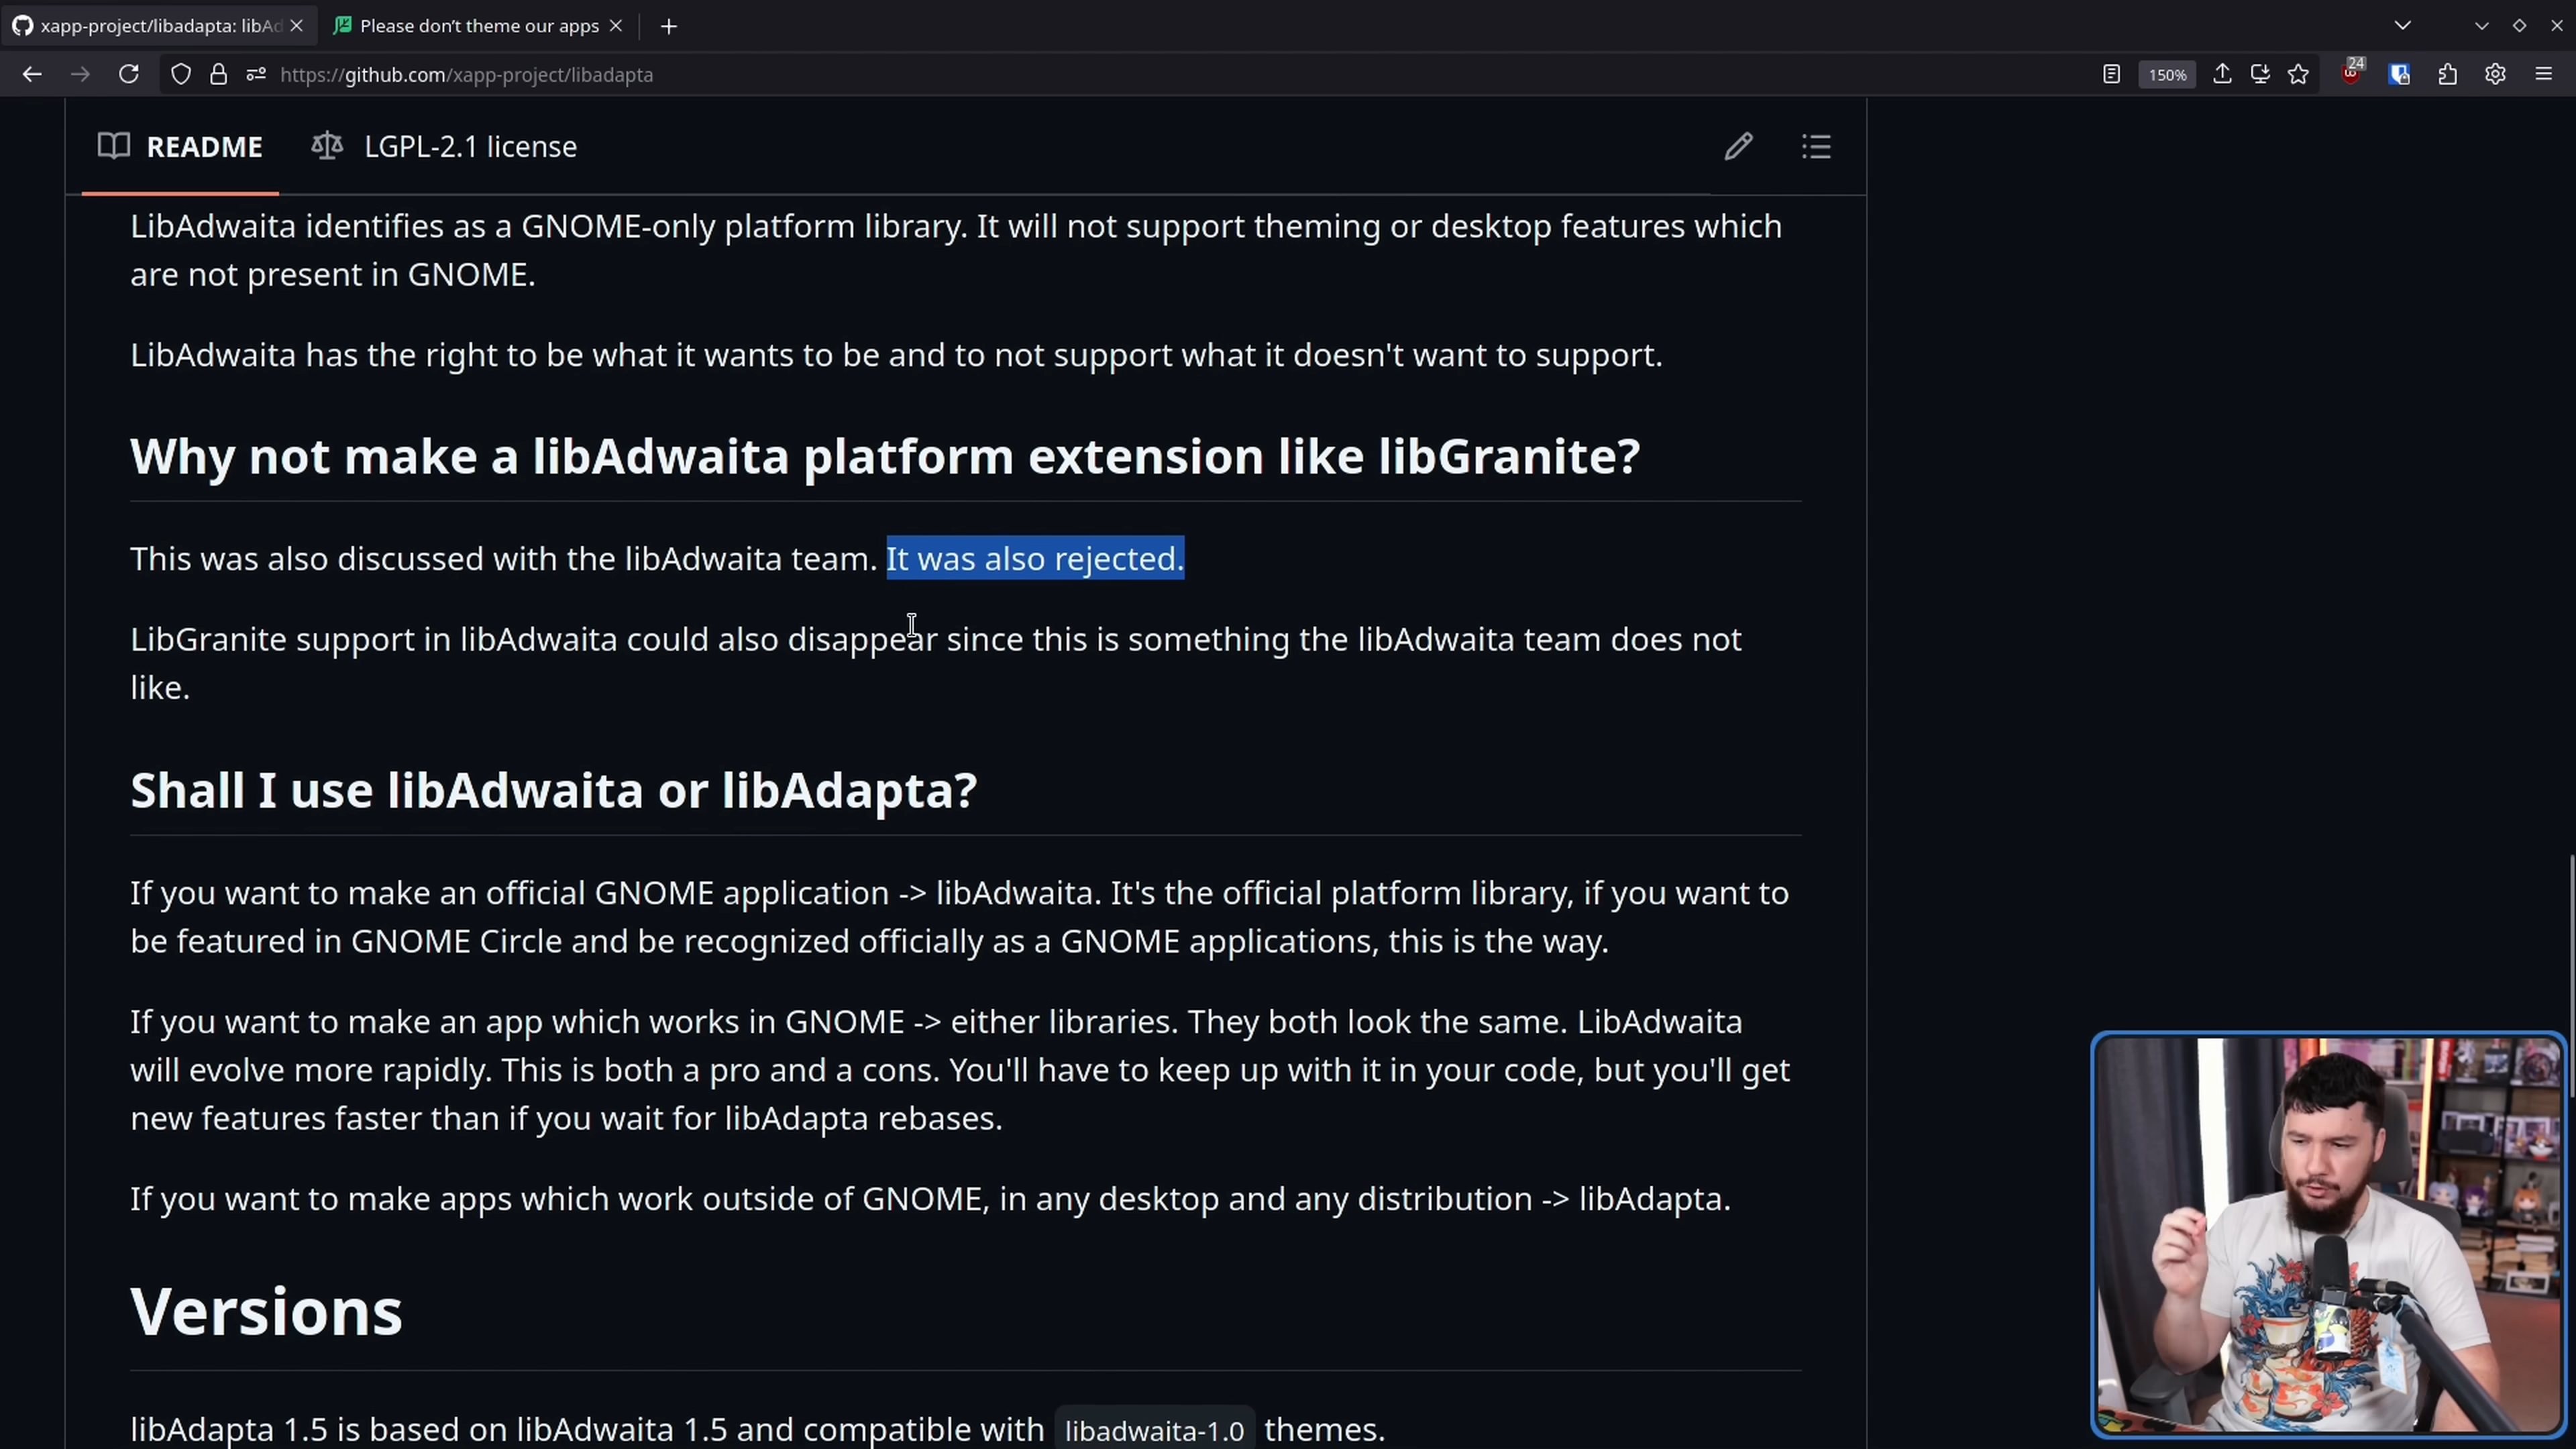 xapp-project/libadapta: libAd
Please don’t theme our apps
https://github.com/xapp-project/libadapta
150%
24
README
LGPL-2.1 license
LibAdwaita identifies as a GNOME-only platform library. It will not support theming or desktop features which
are not present in GNOME.
LibAdwaita has the right to be what it wants to be and to not support what it doesn't want to support.
Why not make a libAdwaita platform extension like libGranite?
This was also discussed with the libAdwaita team. It was also rejected.
LibGranite support in libAdwaita could also disappear since this is something the libAdwaita team does not
like.
Shall I use libAdwaita or libAdapta?
If you want to make an official GNOME application -> libAdwaita. It's the official platform library, if you want to
be featured in GNOME Circle and be recognized officially as a GNOME applications, this is the way.
If you want to make an app which works in GNOME -> either libraries. They both look the same. LibAdwaita
will evolve more rapidly. This is both a pro and a cons. You'll have to keep up with it in your code, but you'll get
new features faster than if you wait for libAdapta rebases.
If you want to make apps which work outside of GNOME, in any desktop and any distribution -> libAdapta.
Versions
libAdapta 1.5 is based on libAdwaita 1.5 and compatible with libadwaita-1.0 themes.